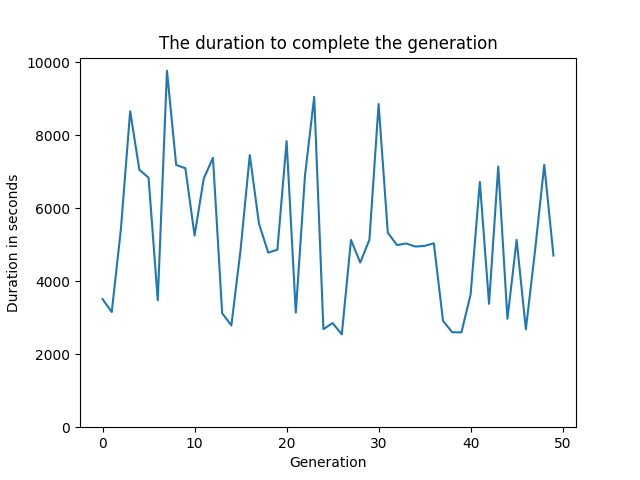 The duration to complete the generation
10000
8000
6000
4000
2000
0
Duration in seconds
0 10 20 30 40 50
Generation